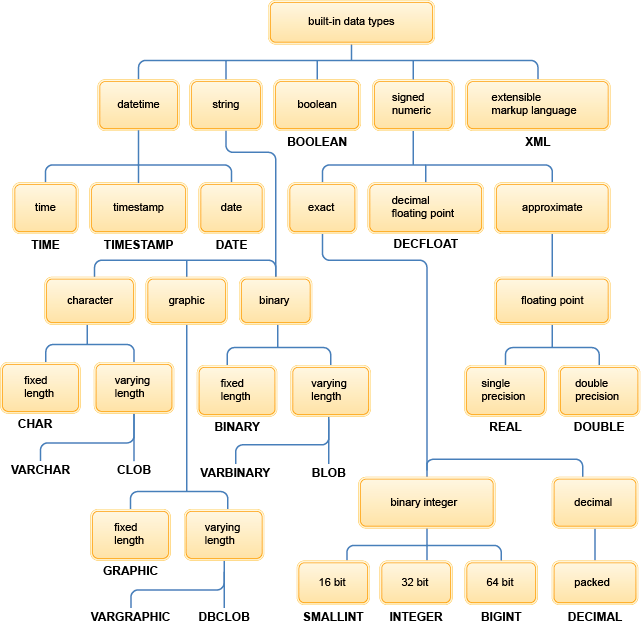 built-in data types
datetime
string
boolean
signed
numeric
extensible
markup language
BOOLEAN
XML
time
timestamp
date
exact
decimal
floating point
approximate
TIME
TIMESTAMP
DATE
DECFLOAT
character
graphic
binary
floating point
fixed
length
varying
length
fixed
length
varying
length
single
precision
double
precision
CHAR
BINARY
REAL
DOUBLE
VARCHAR
CLOB
VARBINARY
BLOB
binary integer
decimal
fixed
length
varying
length
GRAPHIC
16 bit
32 bit
64 bit
packed
VARGRAPHIC
DBCLOB
SMALLINT
INTEGER
BIGINT
DECIMAL